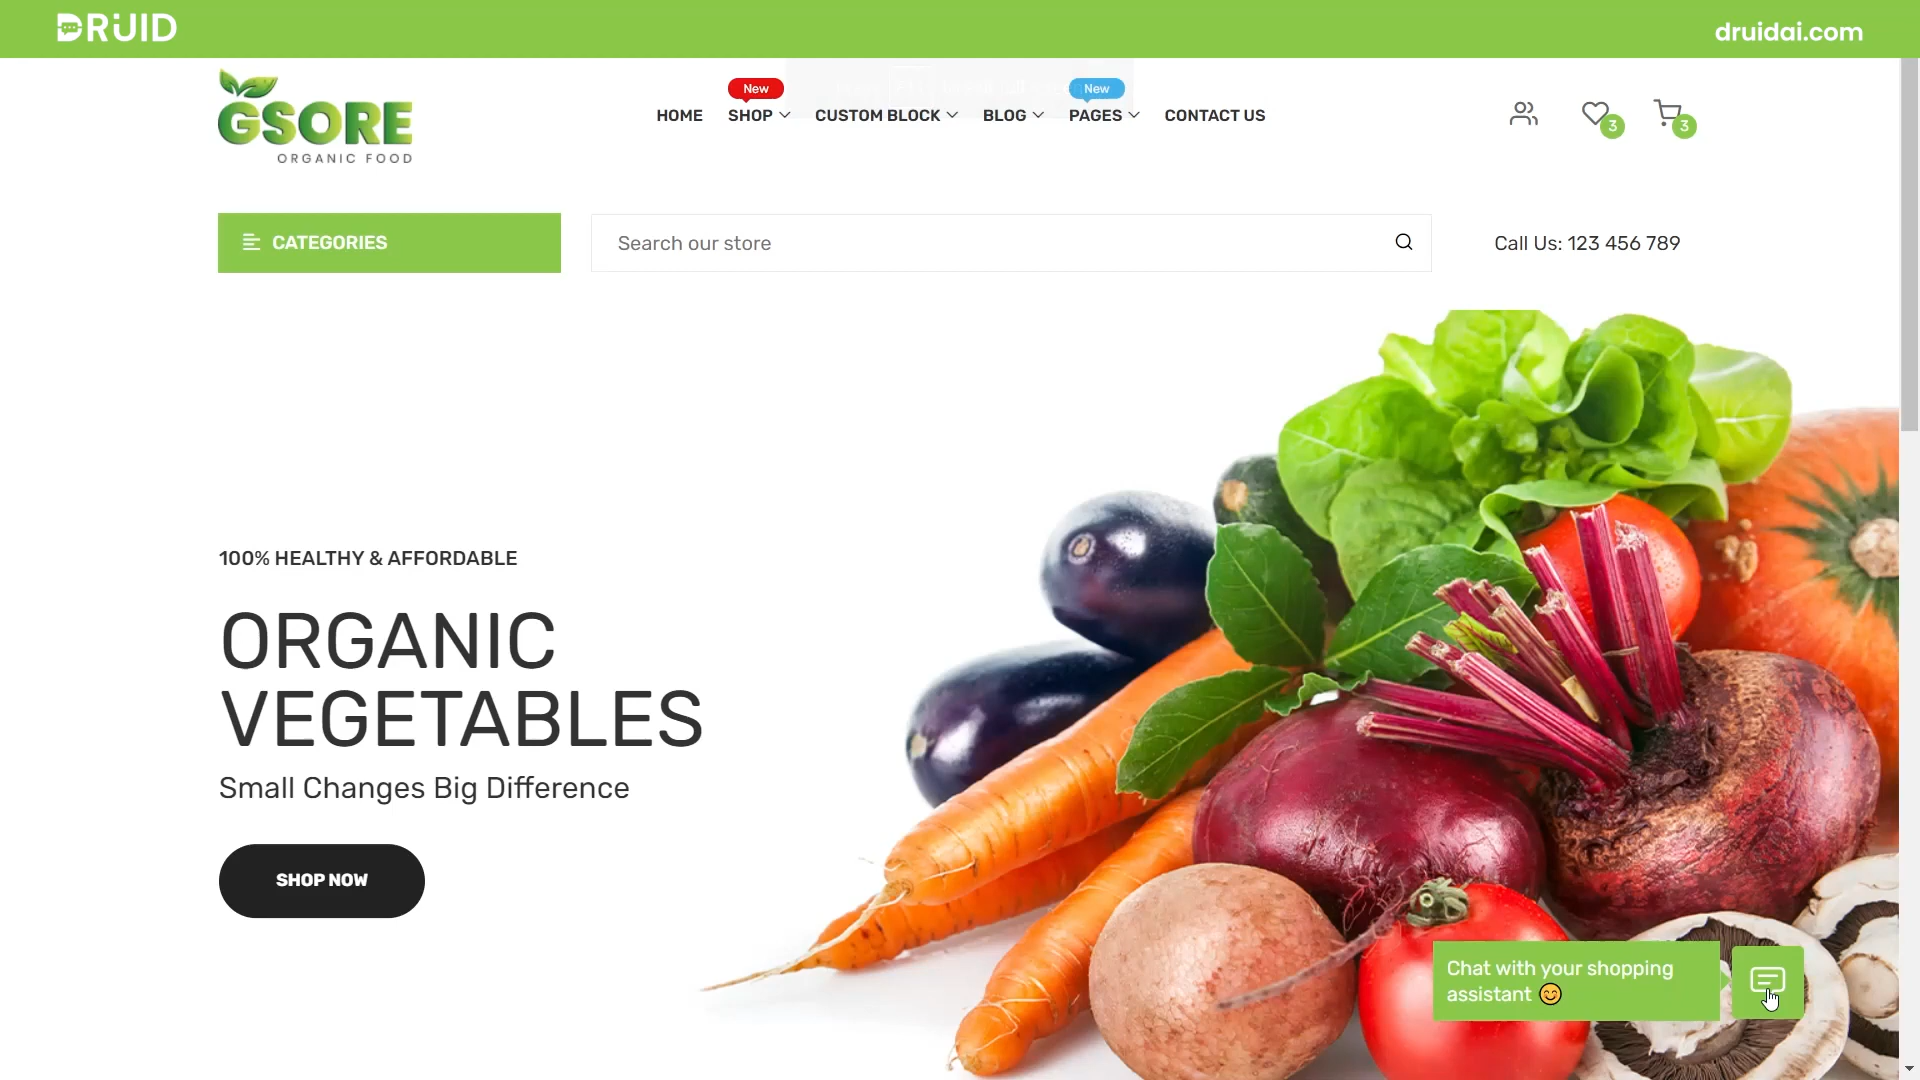 DRUID
druidai.com
GSORE
ORGANIC FOOD
New
New
HOME
SHOP
CUSTOM BLOCK
BLOG
PAGES
CONTACT US
3
3
CATEGORIES
Search our store
Call Us: 123 456 789
100% HEALTHY & AFFORDABLE
ORGANIC
VEGETABLES
Small Changes Big Difference
SHOP NOW
Chat with your shopping
assistant 😊